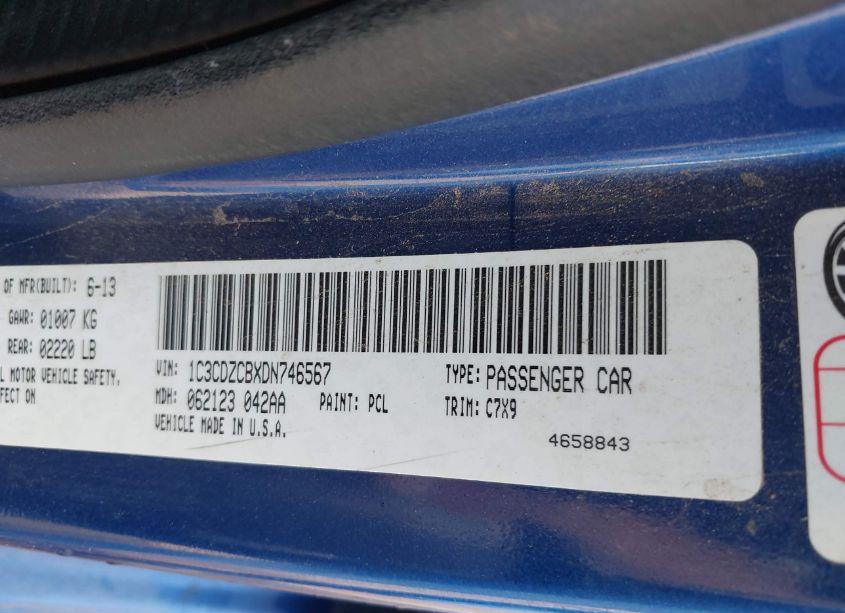 OF MFR(BUILT): 6-13
GAWR: 01007 KG
REAR: 02220 LB
MOTOR VEHICLE SAFETY,
ON
VIN: 1C3CDZCBXDN746567
TYPE: PASSENGER CAR
MDH: 062123 042AA
PAINT: PCL
TRIM: C7X9
VEHICLE MADE IN U.S.A.
4658843